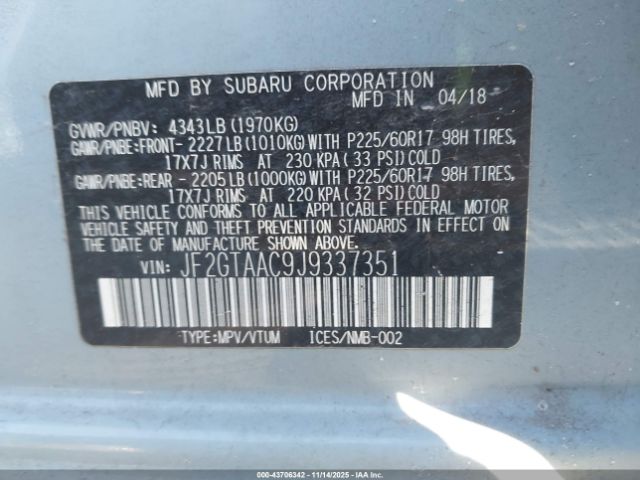 MFD BY SUBARU CORPORATION
MFD IN 04/18
GVWR/PNBV: 4343LB(1970KG)
GAWR/PNBE:FRONT- 2227LB(1010KG)WITH P225/60R17 98H TIRES,
17X7J RIMS AT 230 KPA( 33 PSI)COLD
GAWR/PNBE:REAR - 2205LB(1000KG)WITH P225/60R17 98H TIRES,
17X7J RIMS AT 220 KPA( 32 PSI)COLD
THIS VEHICLE CONFORMS TO ALL APPLICABLE FEDERAL MOTOR
VEHICLE SAFETY AND THEFT PREVENTION STANDARDS IN EFFECT ON THE
DATE OF MANUFACTURE SHOWN ABOVE.
VIN: JF2GTAAC9J9337351
TYPE:MPV/VTUM ICES/NMB-002
000-43706342 - 11/14/2025 - IAAI.COM